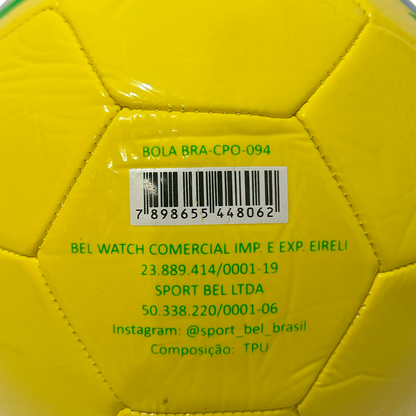 BOLA BRA-CPO-094
7 898655 448062
BEL WATCH COMERCIAL IMP. E EXP. EIRELI
23.889.414/0001-19
SPORT BEL LTDA
50.338.220/0001-06
Instagram: @sport_bel_brasil
Composição: TPU